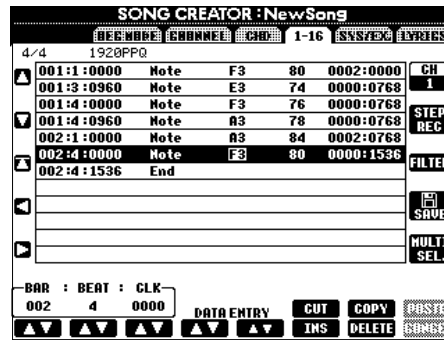 SONG CREATOR :NewSong
REC MODE CHANNEL CHD 1-16 SYS/EX. LYRICS
4/4 1920PPQ
001:1:0000 Note F3 80 0002:0000
001:3:0960 Note E3 74 0000:0768
001:4:0000 Note F3 76 0000:0768
001:4:0960 Note A3 78 0000:0768
002:1:0000 Note A3 84 0002:0768
002:4:0000 Note F3 80 0000:1536
002:4:1536 End
CH 1
STEP REC
FILTER
SAVE
MULTI SEL.
BAR : BEAT : CLK
002 4 0000
DATA ENTRY
CUT COPY PASTE
INS DELETE CANCEL